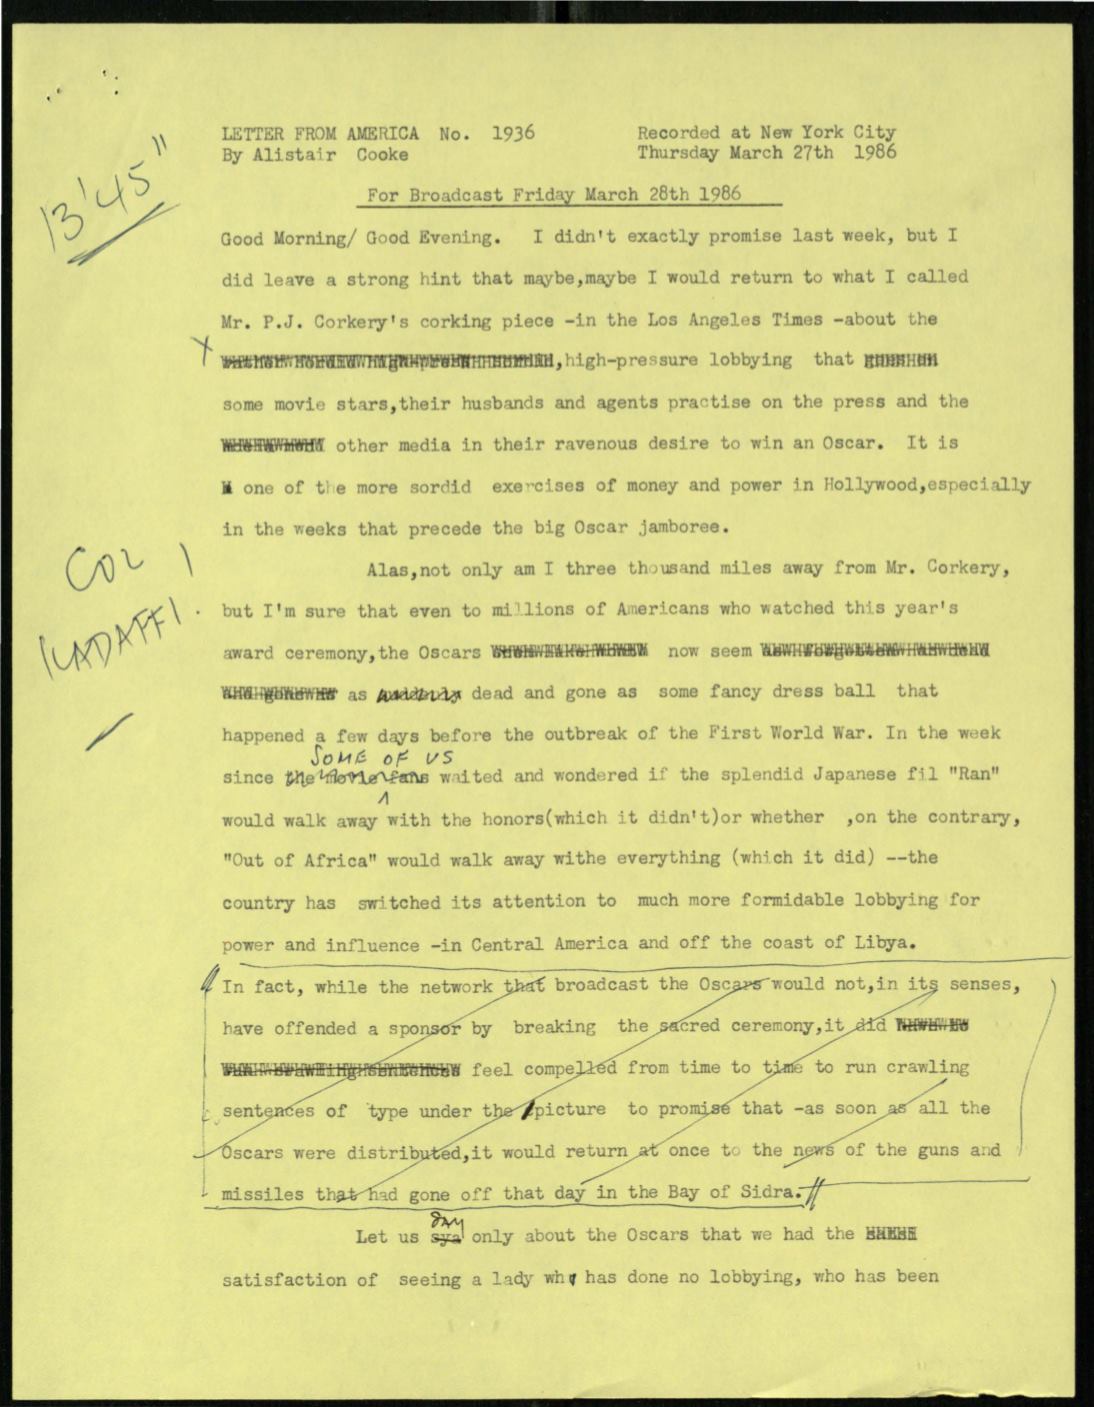 LETTER FROM AMERICA No. 1936 Recorded at New York City
By Alistair Cooke Thursday March 27th 1986
13'45"
For Broadcast Friday March 28th 1986
Good Morning/ Good Evening. I didn't exactly promise last week, but I
did leave a strong hint that maybe,maybe I would return to what I called
Mr. P.J. Corkery's corking piece -in the Los Angeles Times -about the
X ,high-pressure lobbying that
some movie stars,their husbands and agents practise on the press and the
other media in their ravenous desire to win an Oscar. It is
one of the more sordid exercises of money and power in Hollywood,especially
in the weeks that precede the big Oscar jamboree.
COL
KADAFFI
Alas,not only am I three thousand miles away from Mr. Corkery,
but I'm sure that even to millions of Americans who watched this year's
award ceremony,the Oscars now seem
as dead and gone as some fancy dress ball that
happened a few days before the outbreak of the First World War. In the week
SOME OF US
since the movie fans waited and wondered if the splendid Japanese fil "Ran"
would walk away with the honors(which it didn't)or whether ,on the contrary,
"Out of Africa" would walk away withe everything (which it did) --the
country has switched its attention to much more formidable lobbying for
power and influence -in Central America and off the coast of Libya.
In fact, while the network that broadcast the Oscars would not,in its senses,
have offended a sponsor by breaking the sacred ceremony,it did
feel compelled from time to time to run crawling
sentences of type under the picture to promise that -as soon as all the
Oscars were distributed,it would return at once to the news of the guns and
missiles that had gone off that day in the Bay of Sidra.
DAY
Let us sya only about the Oscars that we had the
satisfaction of seeing a lady who has done no lobbying, who has been